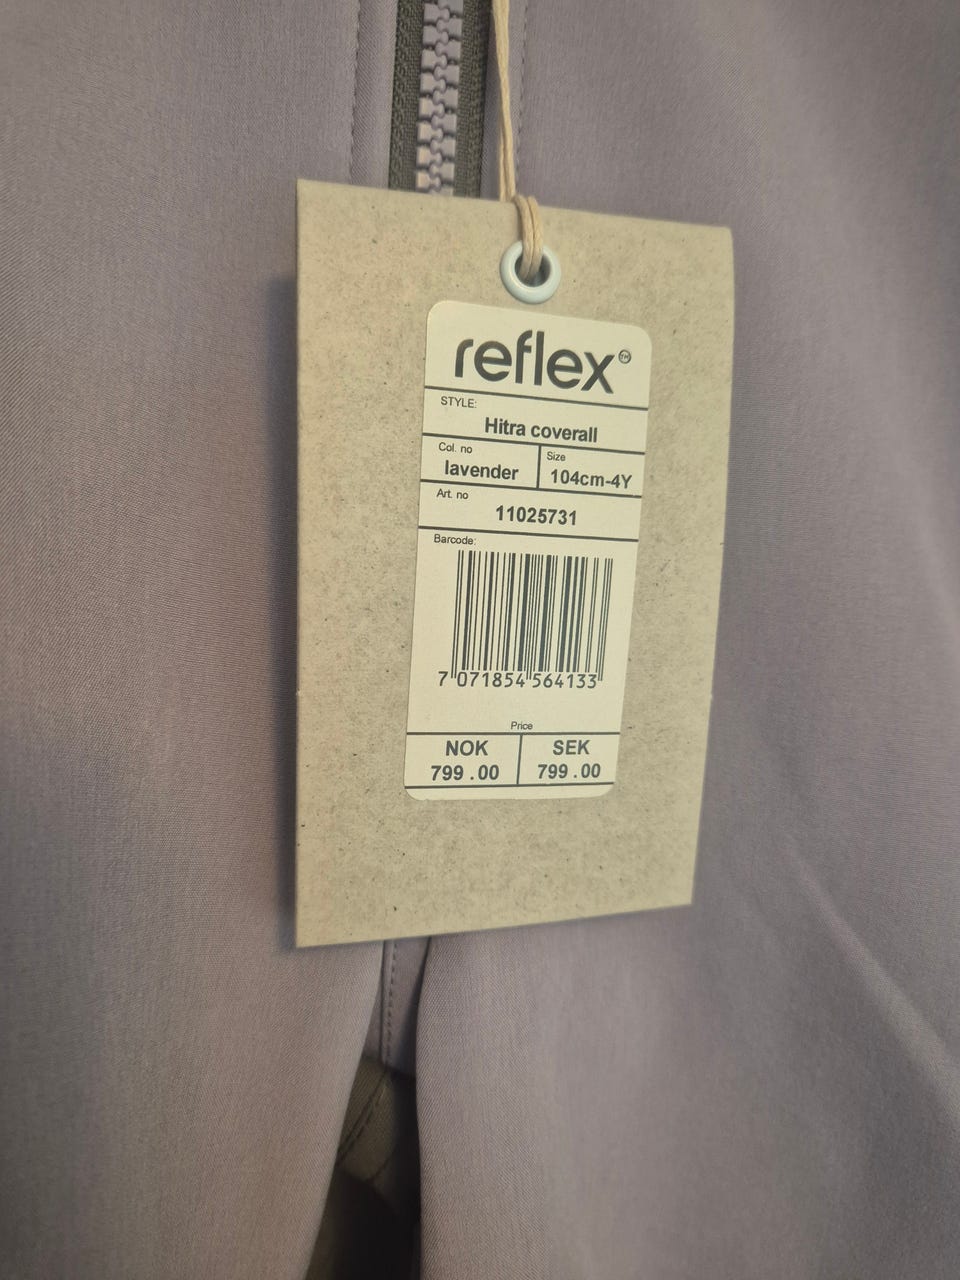 reflex™
STYLE:
Hitra coverall
Col. no
lavender
Size
104cm-4Y
Art. no
11025731
Barcode:
7 071854 564133
Price
NOK
799.00
SEK
799.00